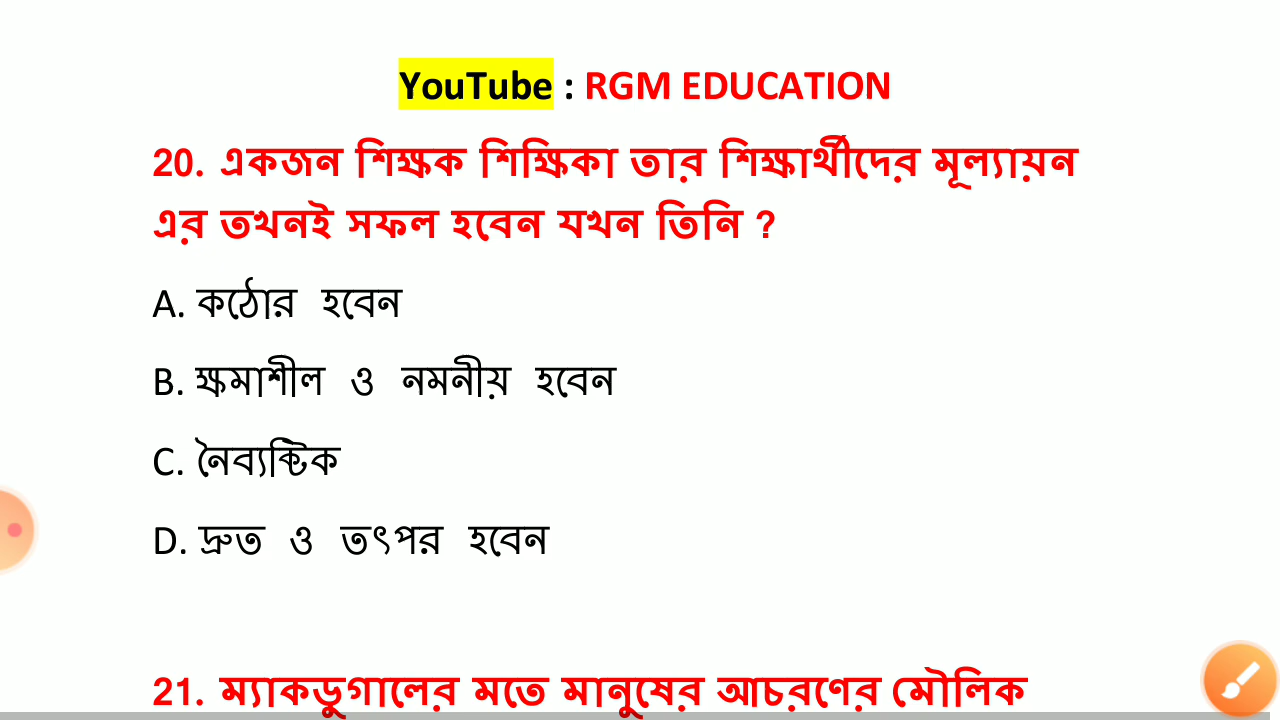 YouTube : RGM EDUCATION
20. একজন শিক্ষক শিক্ষিকা তার শিক্ষার্থীদের মূল্যায়ন
এর তখনই সফল হবেন যখন তিনি ?
A. কঠোর হবেন
B. ক্ষমাশীল ও নমনীয় হবেন
C. নৈব্যক্টিক
D. দ্রুত ও তৎপর হবেন
21. ম্যাকডুগালের মতে মানুষের আচরণের মৌলিক